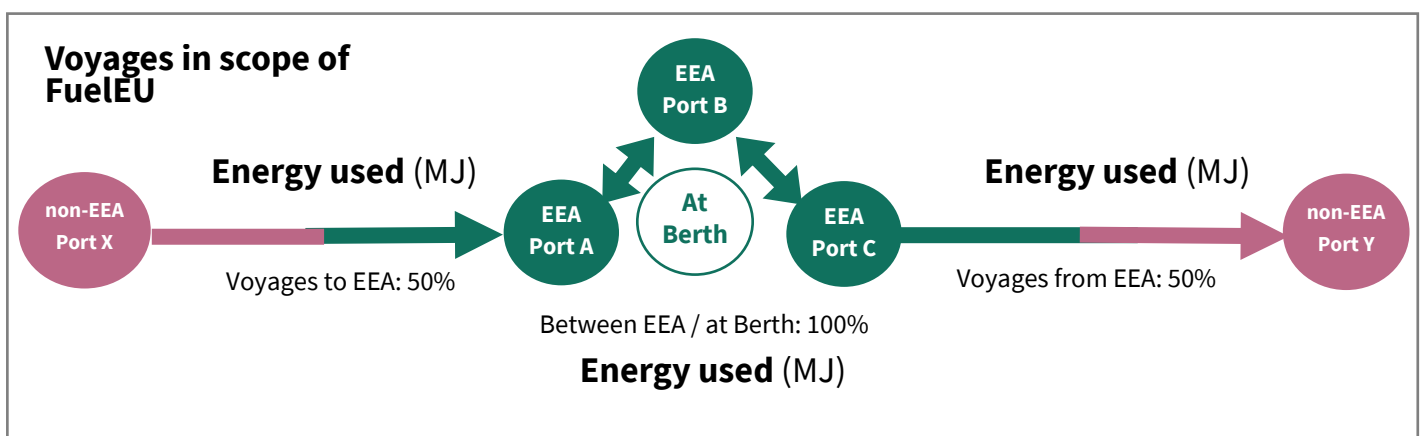 Voyages in scope of
FuelEU
EEA
Port B
Energy used (MJ)
Energy used (MJ)
non-EEA
Port X
EEA
Port A
At
Berth
EEA
Port C
non-EEA
Port Y
Voyages to EEA: 50%
Voyages from EEA: 50%
Between EEA / at Berth: 100%
Energy used (MJ)